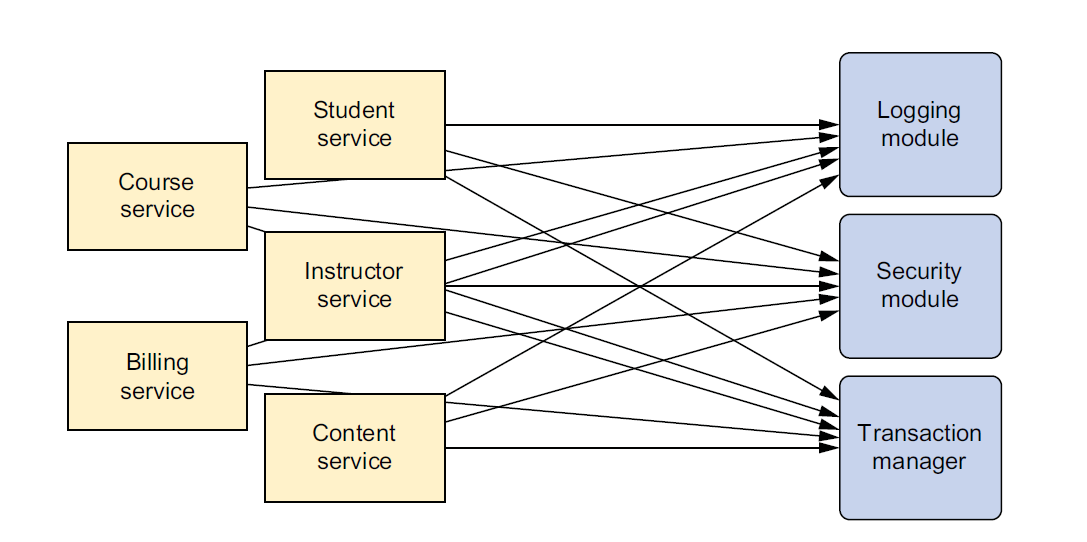 Student
service
Logging
module
Course
service
Instructor
service
Security
module
Billing
service
Content
service
Transaction
manager